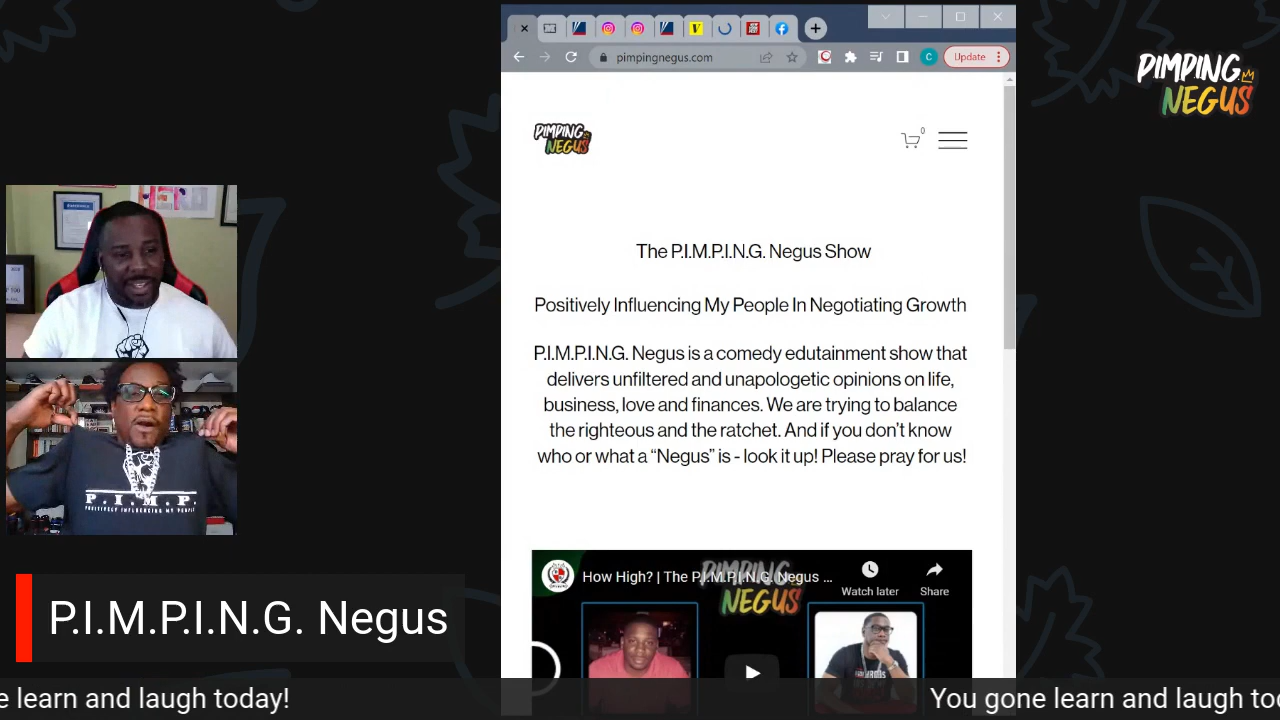 pimpingnegus.com
Update
PIMPING
NEGUS
PIMPING
NEGUS
0
The P.I.M.P.I.N.G. Negus Show
Positively Influencing My People In Negotiating Growth
P.I.M.P.I.N.G. Negus is a comedy edutainment show that
delivers unfiltered and unapologetic opinions on life,
business, love and finances. We are trying to balance
the righteous and the ratchet. And if you don’t know
who or what a “Negus” is - look it up! Please pray for us!
P.I.M.P.
POSITIVELY INFLUENCING MY PEOPLE
How High? | The P.I.M.P.I.N.G. Negus ...
PIMPING
NEGUS
Watch later
Share
P.I.M.P.I.N.G. Negus
e learn and laugh today!
You gone learn and laugh tod